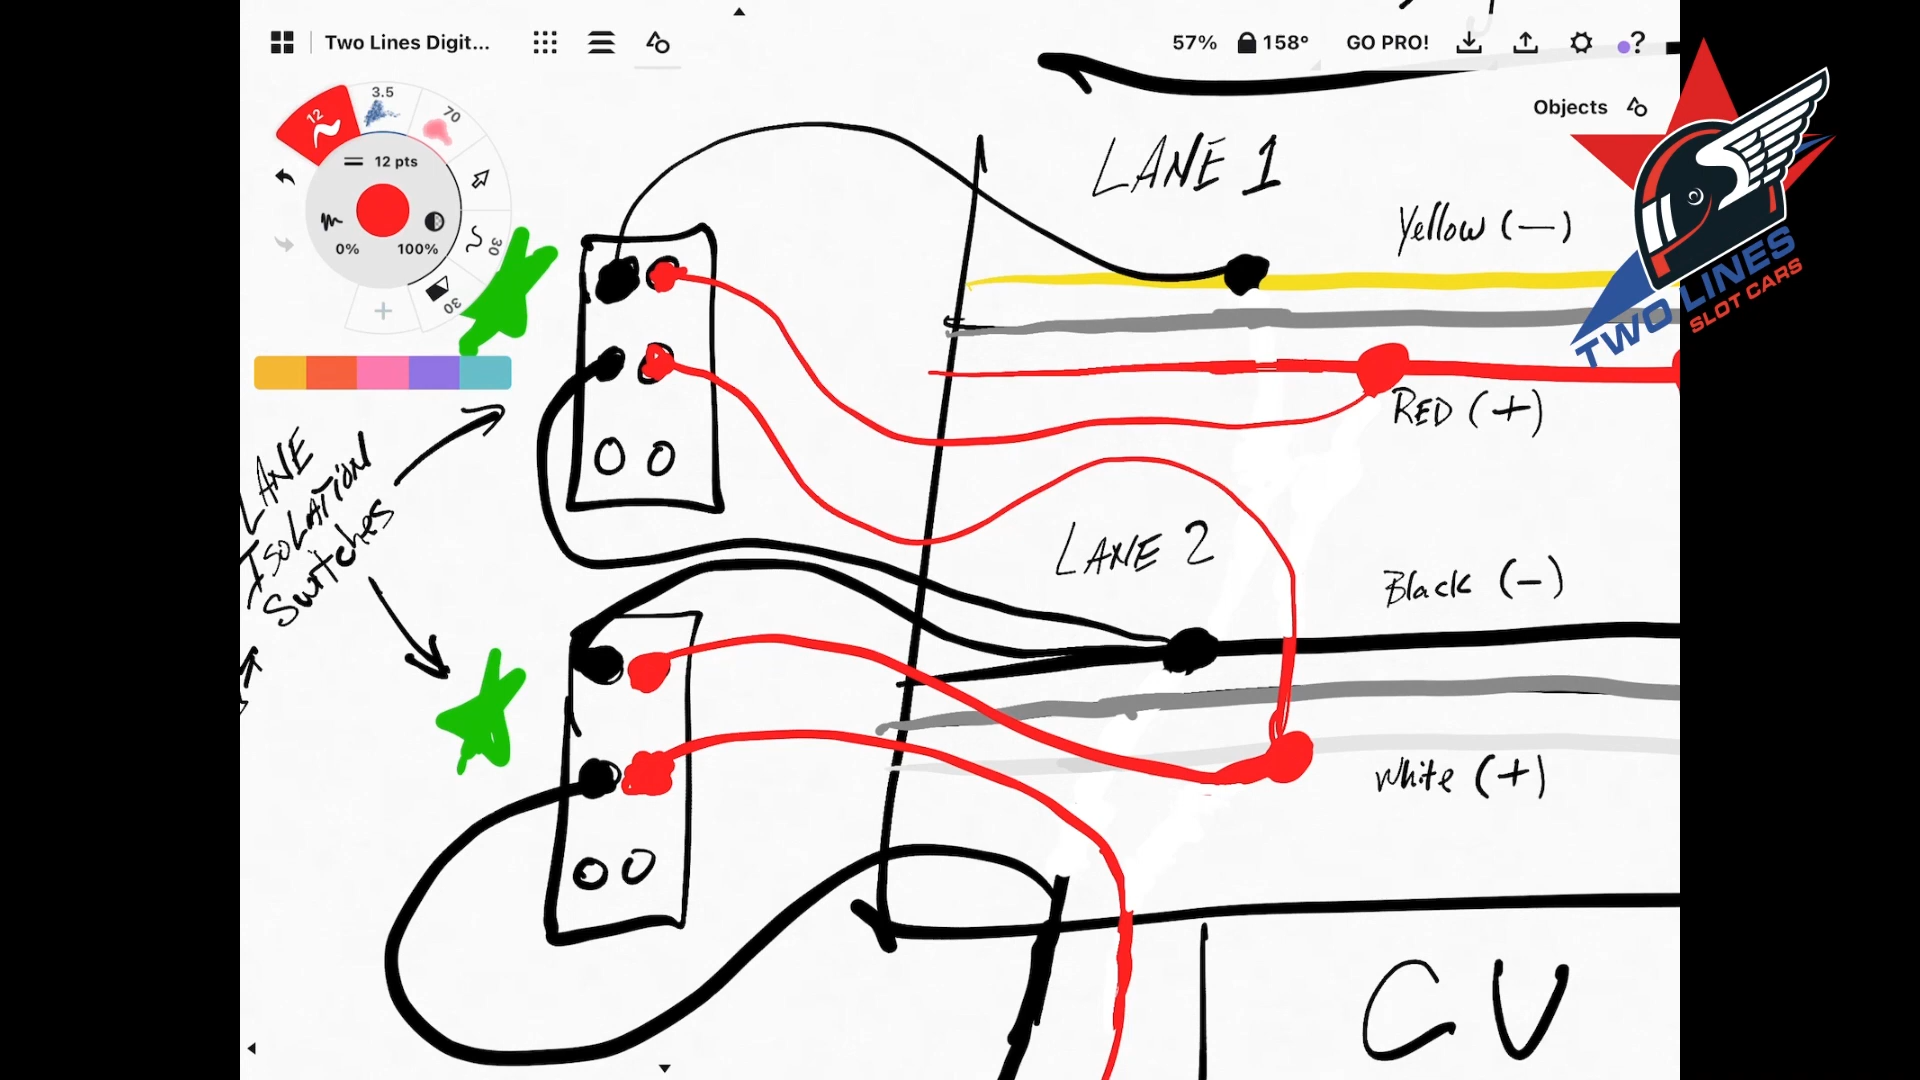 Two Lines Digit...
57% 158° GO PRO! ?
Objects
12
3.5
70
12 pts
0% 100%
30
30
LANE 1
Yellow (-)
RED (+)
LANE
ISOLATION
Switches
LANE 2
Black (-)
White (+)
CU
TWO LINES
SLOT CARS